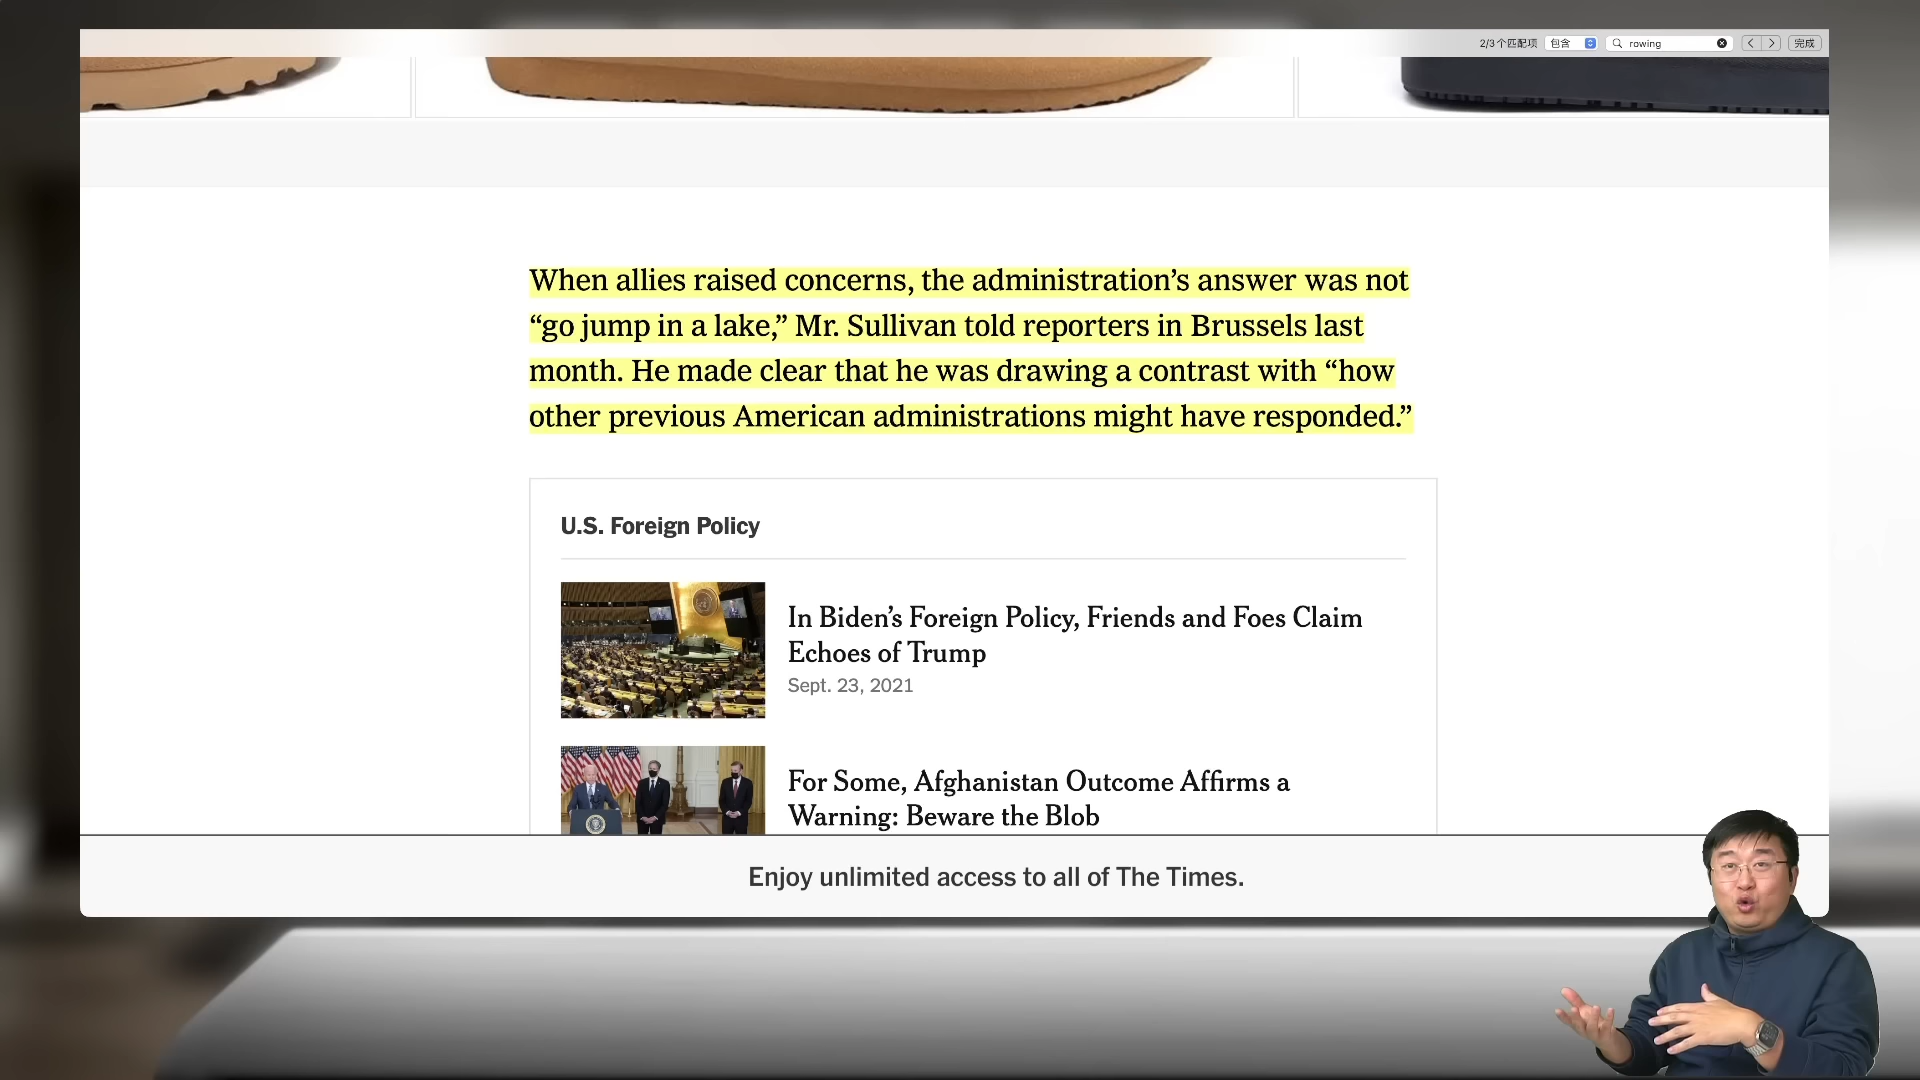 2/3个匹配项 包含 rowing 完成
When allies raised concerns, the administration’s answer was not
“go jump in a lake,” Mr. Sullivan told reporters in Brussels last
month. He made clear that he was drawing a contrast with “how
other previous American administrations might have responded.”
U.S. Foreign Policy
In Biden’s Foreign Policy, Friends and Foes Claim
Echoes of Trump
Sept. 23, 2021
For Some, Afghanistan Outcome Affirms a
Warning: Beware the Blob
Enjoy unlimited access to all of The Times.